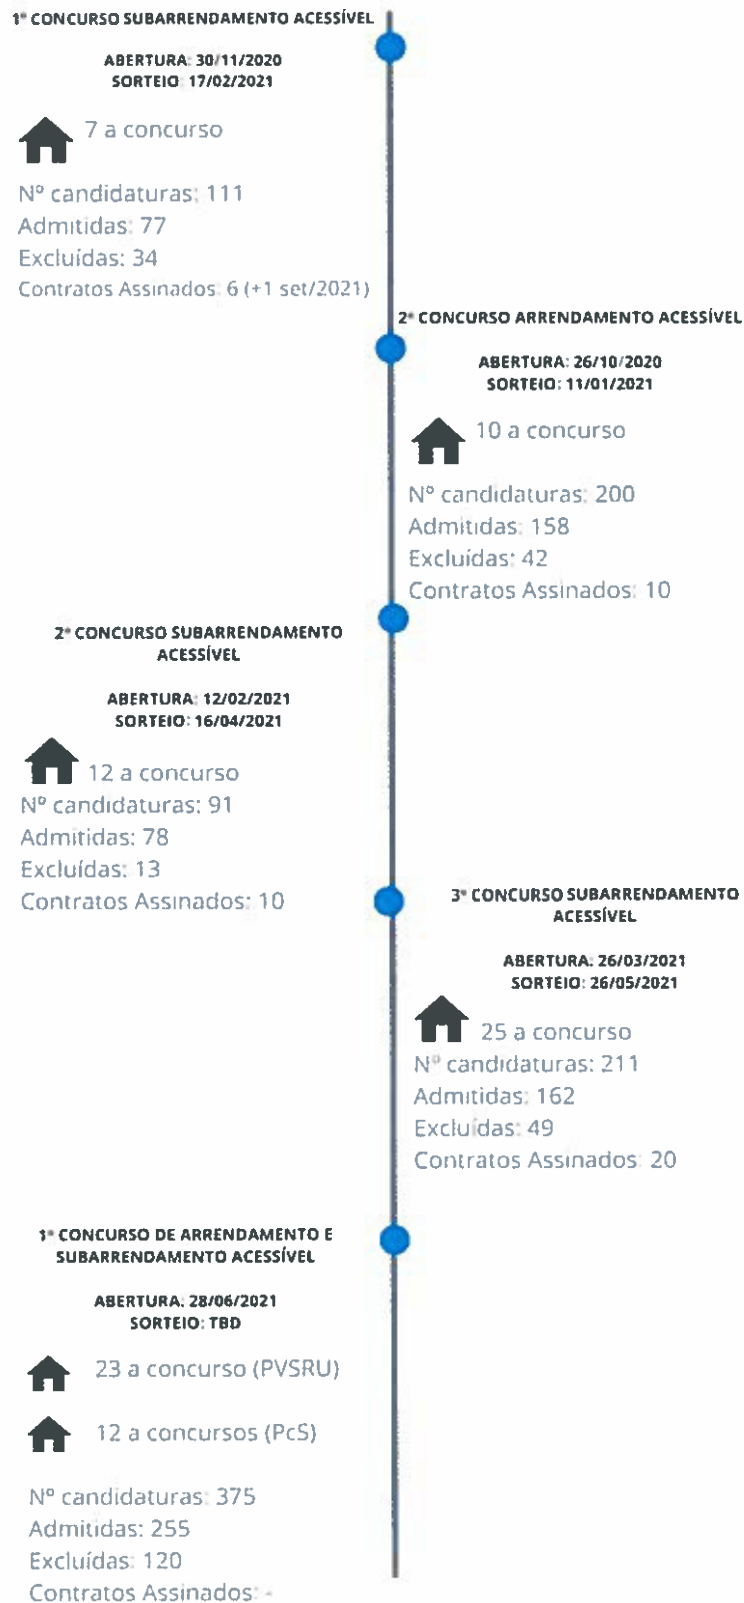 1º CONCURSO SUBARRENDAMENTO ACESSÍVEL
ABERTURA: 30/11/2020
SORTEIO: 17/02/2021
7 a concurso
Nº candidaturas: 111
Admitidas: 77
Excluídas: 34
Contratos Assinados: 6 (+1 set/2021)
2º CONCURSO ARRENDAMENTO ACESSÍVEL
ABERTURA: 26/10/2020
SORTEIO: 11/01/2021
10 a concurso
Nº candidaturas: 200
Admitidas: 158
Excluídas: 42
Contratos Assinados: 10
2º CONCURSO SUBARRENDAMENTO
ACESSÍVEL
ABERTURA: 12/02/2021
SORTEIO: 16/04/2021
12 a concurso
Nº candidaturas: 91
Admitidas: 78
Excluídas: 13
Contratos Assinados: 10
3º CONCURSO SUBARRENDAMENTO
ACESSÍVEL
ABERTURA: 26/03/2021
SORTEIO: 26/05/2021
25 a concurso
Nº candidaturas: 211
Admitidas: 162
Excluídas: 49
Contratos Assinados: 20
1º CONCURSO DE ARRENDAMENTO E
SUBARRENDAMENTO ACESSÍVEL
ABERTURA: 28/06/2021
SORTEIO: TBD
23 a concurso (PVSRU)
12 a concursos (PcS)
Nº candidaturas: 375
Admitidas: 255
Excluídas: 120
Contratos Assinados: -